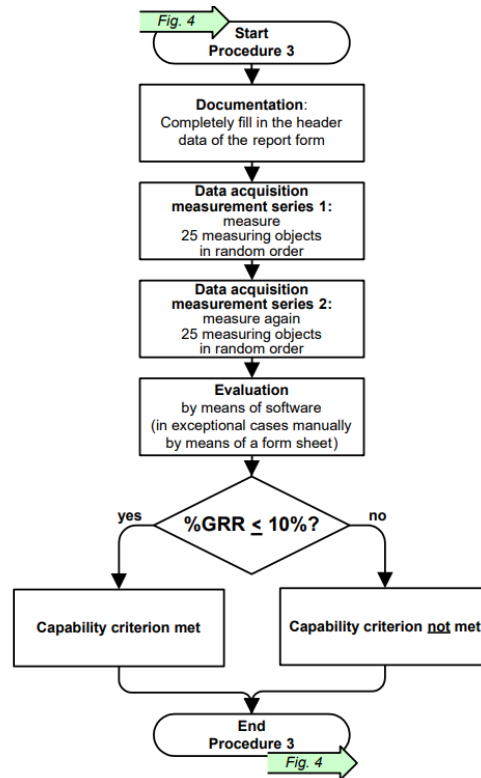 Fig. 4
Start
Procedure 3
Documentation:
Completely fill in the header
data of the report form
Data acquisition
measurement series 1:
measure
25 measuring objects
in random order
Data acquisition
measurement series 2:
measure again
25 measuring objects
in random order
Evaluation
by means of software
(in exceptional cases manually
by means of a form sheet)
%GRR ≤ 10%?
yes
no
Capability criterion met
Capability criterion not met
End
Procedure 3
Fig. 4